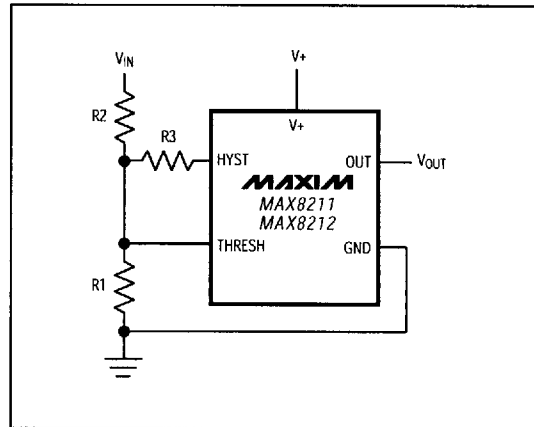 VIN
V+
R2
R3
V+
HYST
OUT
VOUT
MAXIM
MAX8211
MAX8212
THRESH
GND
R1